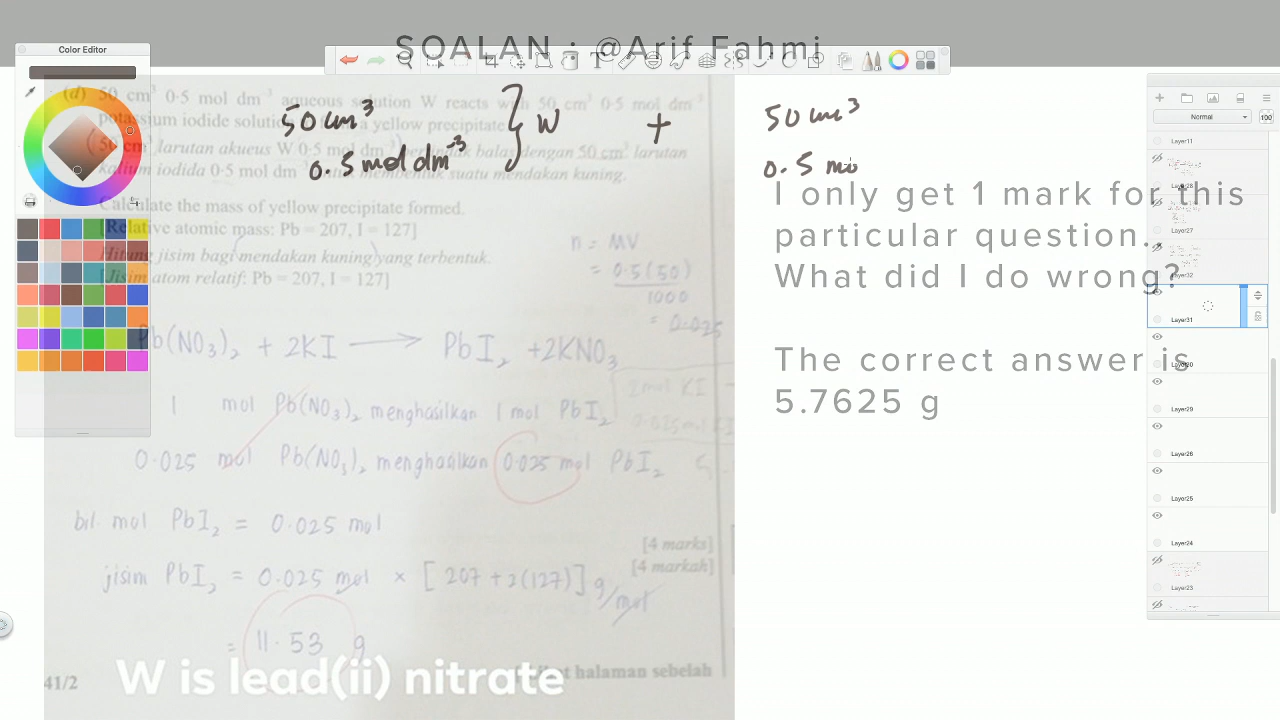 SOALAN : @Arif Fahmi
Color Editor
(d) 50 cm³ 0·5 mol dm⁻³ aqueous solution W reacts with 50 cm³ 0·5 mol dm⁻³
potassium iodide solution a yellow precipitate
50 cm³ larutan akueus W 0·5 mol dm balas dengan 50 cm³ larutan
kalium iodida 0·5 mol dm membentuk suatu mendakan kuning.
50 cm³
0.5 mol dm⁻³
} W +
50 cm³
0.5 mo
Calculate the mass of yellow precipitate formed.
[Relative atomic mass: Pb = 207, I = 127]
Hitung jisim bagi mendakan kuning yang terbentuk.
[Jisim atom relatif: Pb = 207, I = 127]
n = MV
= 0.5(50)
1000
= 0.025
Pb(NO₃)₂ + 2KI ⟶ PbI₂ + 2KNO₃
1 mol Pb(NO₃)₂ menghasilkan 1 mol PbI₂
2mol KI
0.025 mol Pb(NO₃)₂ menghasilkan 0.025 mol PbI₂
bil. mol PbI₂ = 0.025 mol
[4 marks]
[4 markah]
jisim PbI₂ = 0.025 mol × [207 + 2(127)] g/mol
= 11.53 g
41/2
halaman sebelah
W is lead(ii) nitrate
I only get 1 mark for this
particular question.
What did I do wrong?
The correct answer is
5.7625 g
Normal
100
Layer11
Layer28
Layer27
Layer32
Layer31
Layer30
Layer29
Layer26
Layer25
Layer24
Layer23